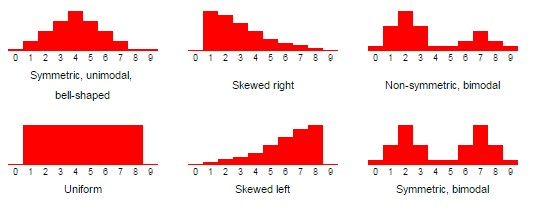 0 1 2 3 4 5 6 7 8 9
Symmetric, unimodal,
bell-shaped
0 1 2 3 4 5 6 7 8 9
Skewed right
0 1 2 3 4 5 6 7 8 9
Non-symmetric, bimodal
0 1 2 3 4 5 6 7 8 9
Uniform
0 1 2 3 4 5 6 7 8 9
Skewed left
0 1 2 3 4 5 6 7 8 9
Symmetric, bimodal